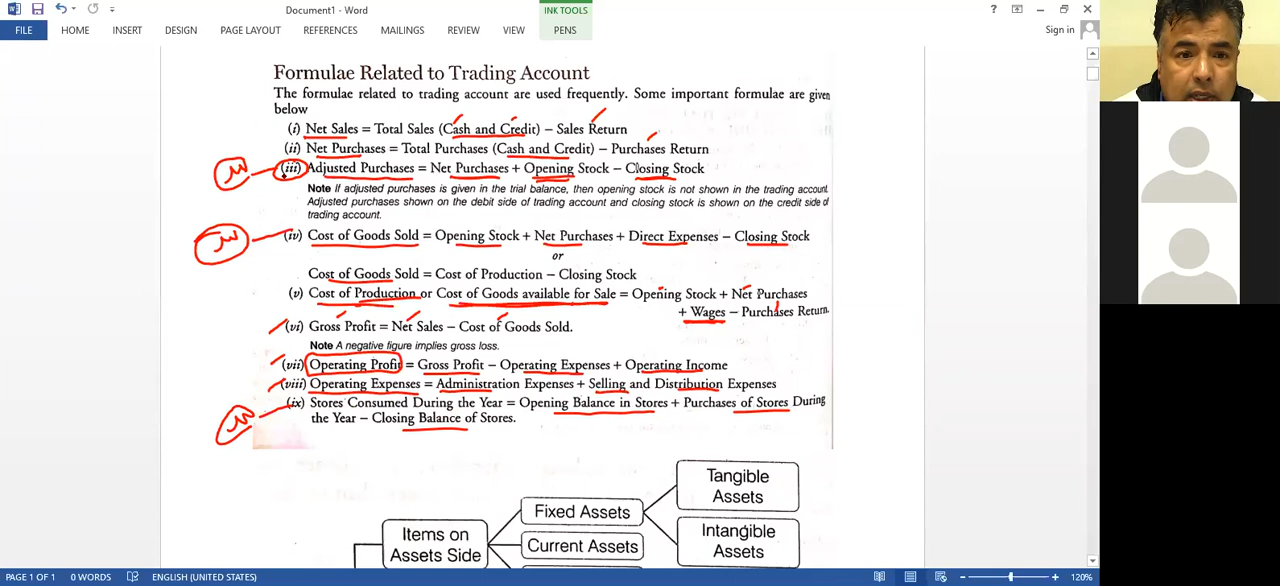 Document1 - Word
INK TOOLS
FILE HOME INSERT DESIGN PAGE LAYOUT REFERENCES MAILINGS REVIEW VIEW PENS
Sign in
Formulae Related to Trading Account
The formulae related to trading account are used frequently. Some important formulae are given
below
(i) Net Sales = Total Sales (Cash and Credit) − Sales Return
(ii) Net Purchases = Total Purchases (Cash and Credit) − Purchases Return
(iii) Adjusted Purchases = Net Purchases + Opening Stock − Closing Stock
Note If adjusted purchases is given in the trial balance, then opening stock is not shown in the trading account.
Adjusted purchases shown on the debit side of trading account and closing stock is shown on the credit side of
trading account.
(iv) Cost of Goods Sold = Opening Stock + Net Purchases + Direct Expenses − Closing Stock
or
Cost of Goods Sold = Cost of Production − Closing Stock
(v) Cost of Production or Cost of Goods available for Sale = Opening Stock + Net Purchases
+ Wages − Purchases Return.
(vi) Gross Profit = Net Sales − Cost of Goods Sold.
Note A negative figure implies gross loss.
(vii) Operating Profit = Gross Profit − Operating Expenses + Operating Income
(viii) Operating Expenses = Administration Expenses + Selling and Distribution Expenses
(ix) Stores Consumed During the Year = Opening Balance in Stores + Purchases of Stores During
the Year − Closing Balance of Stores.
Tangible
Assets
Fixed Assets
Items on
Assets Side
Intangible
Assets
Current Assets
PAGE 1 OF 1 0 WORDS ENGLISH (UNITED STATES) 120%